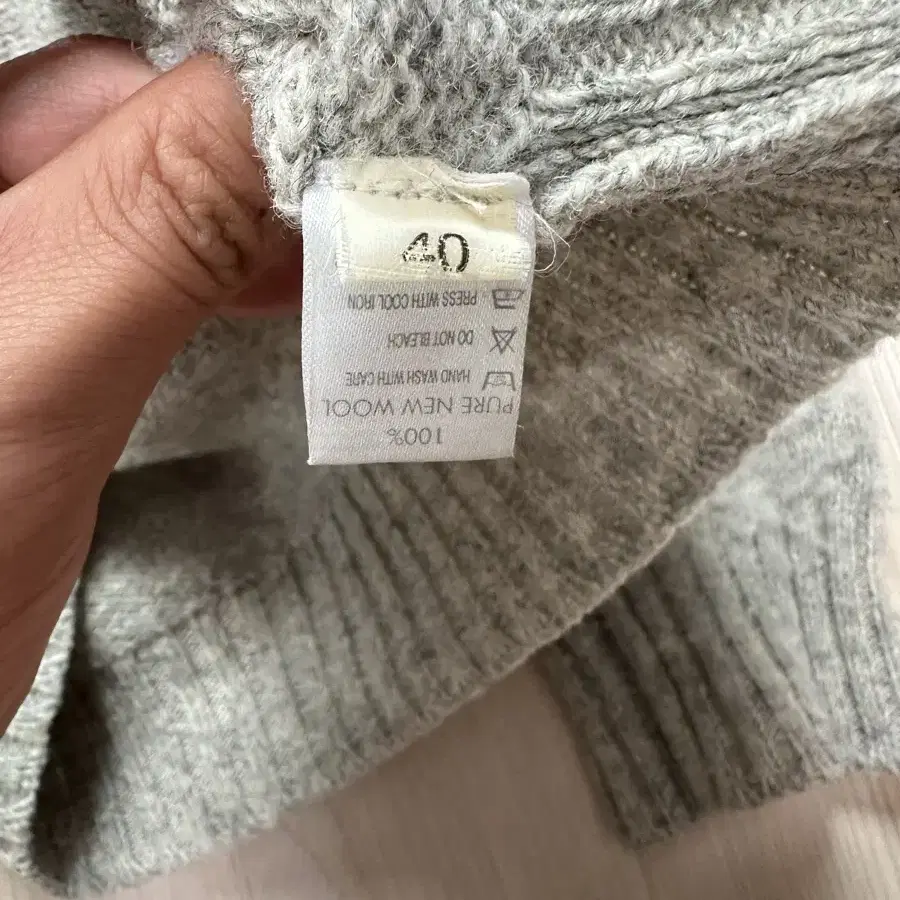 40
100%
PURE NEW WOOL
HAND WASH WITH CARE
DO NOT BLEACH
PRESS WITH COOL IRON